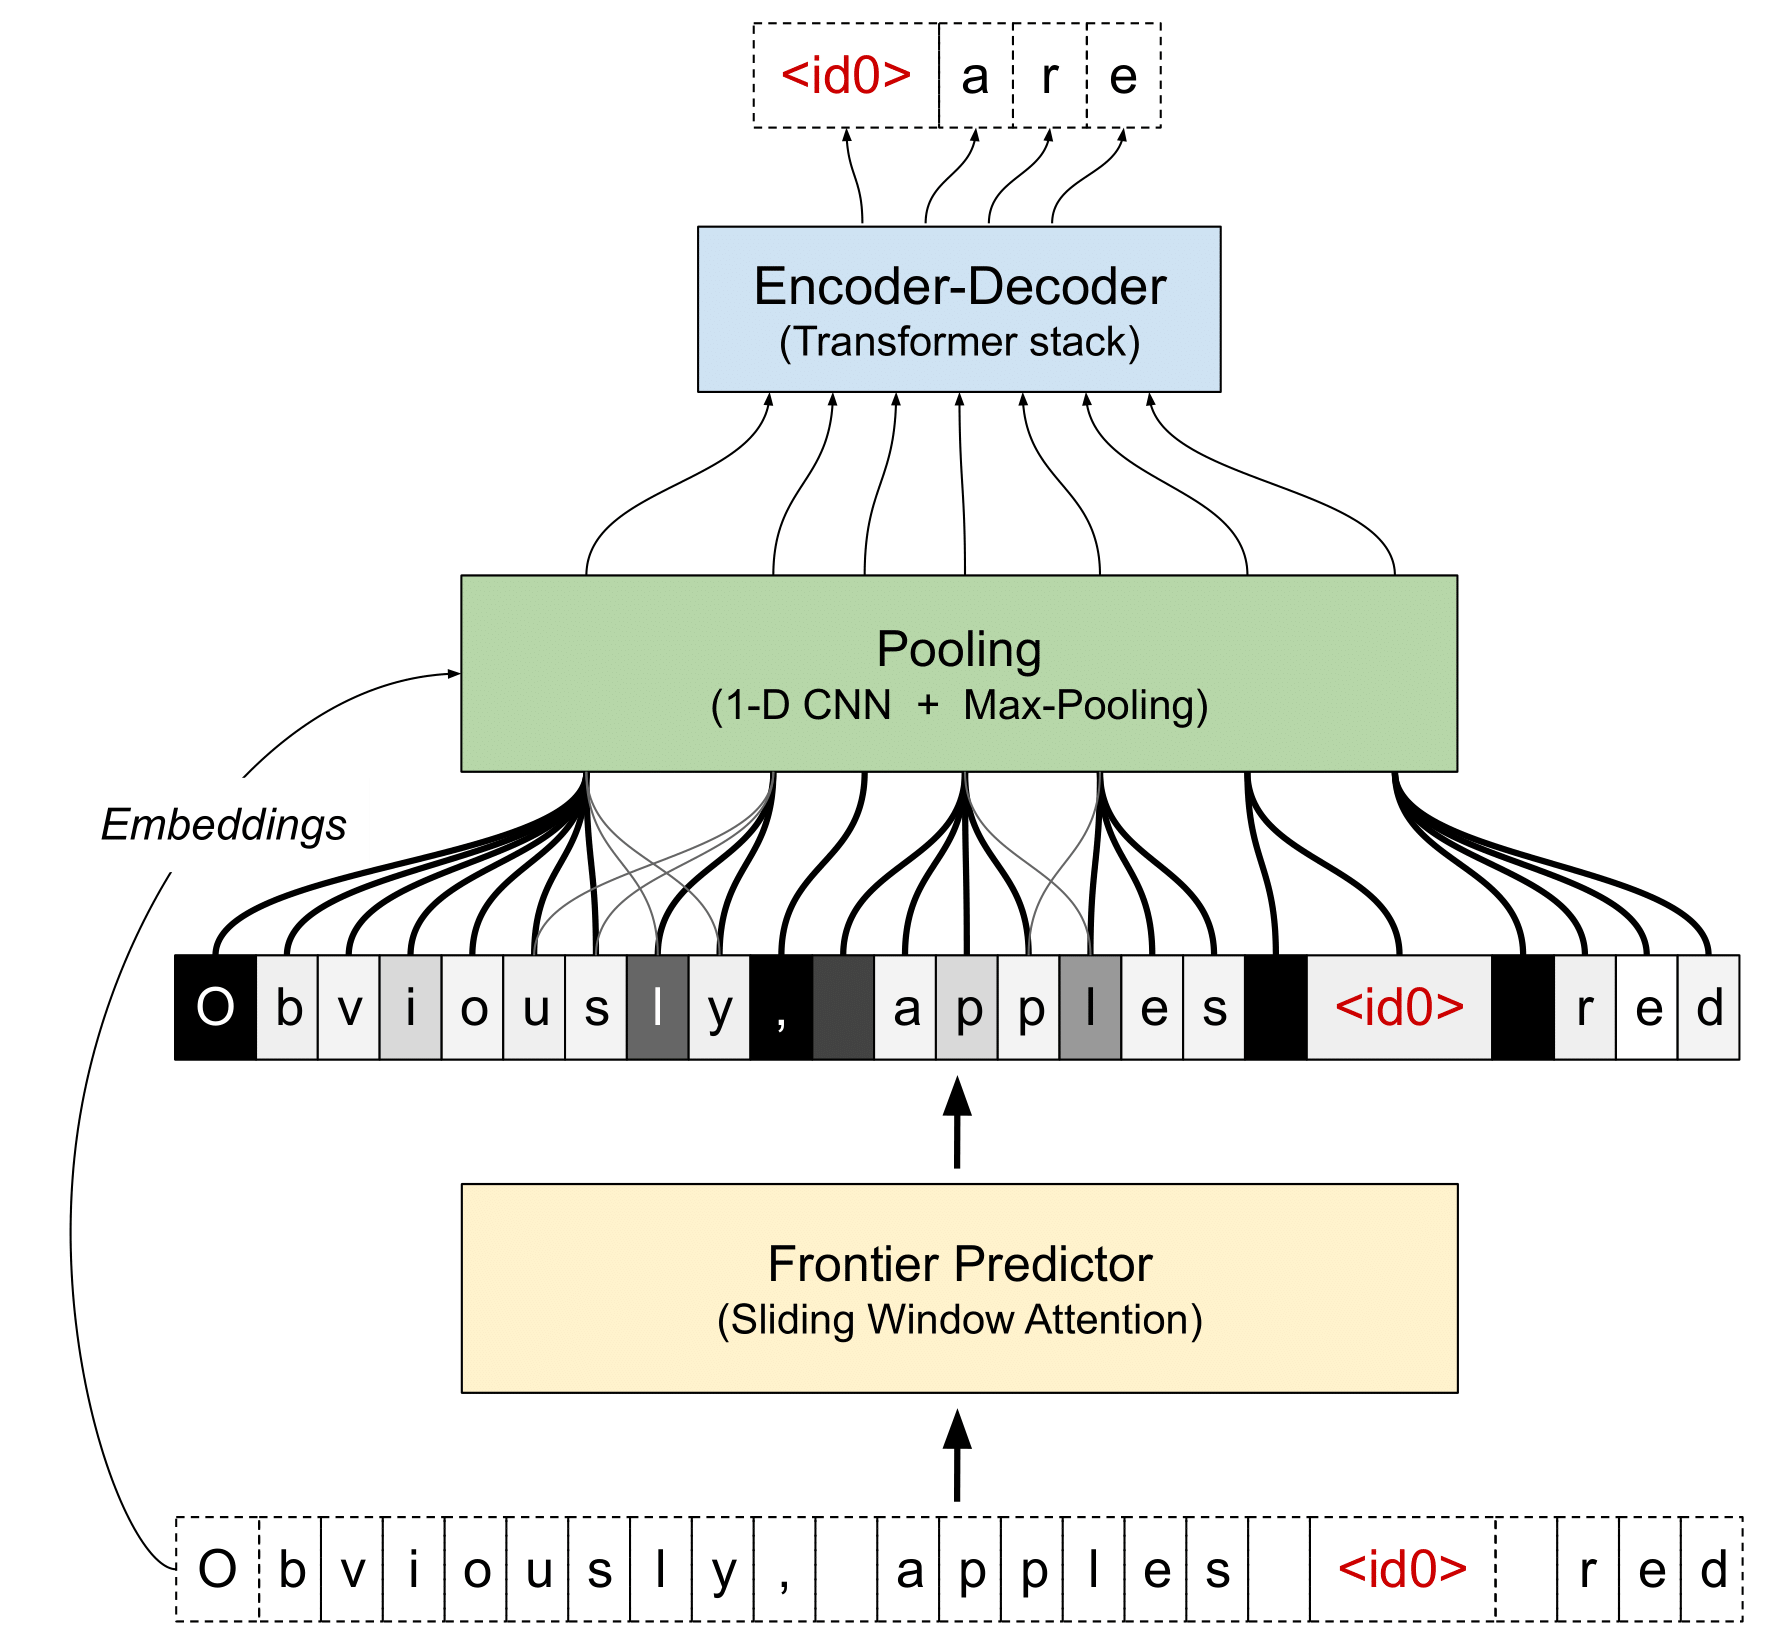 <id0> a r e
Encoder-Decoder
(Transformer stack)
Pooling
(1-D CNN + Max-Pooling)
Embeddings
O b v i o u s l y , a p p l e s <id0> r e d
Frontier Predictor
(Sliding Window Attention)
O b v i o u s l y , a p p l e s <id0> r e d